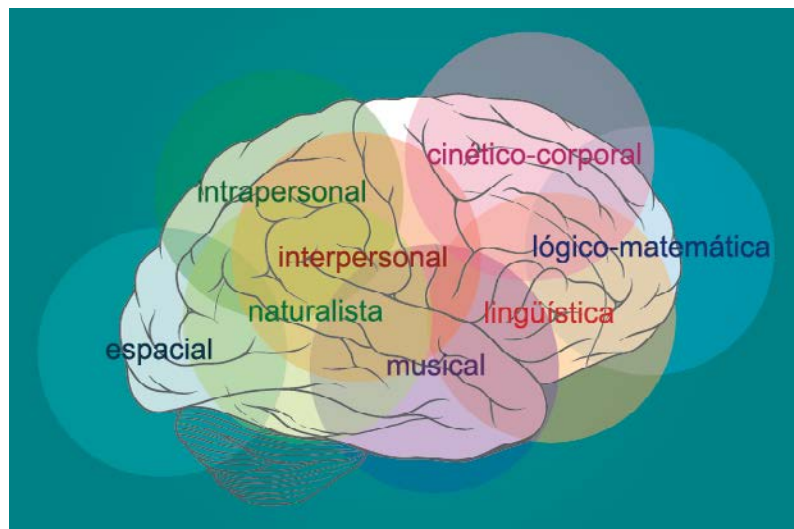 cinético-corporal
intrapersonal
lógico-matemática
interpersonal
naturalista
lingüística
espacial
musical